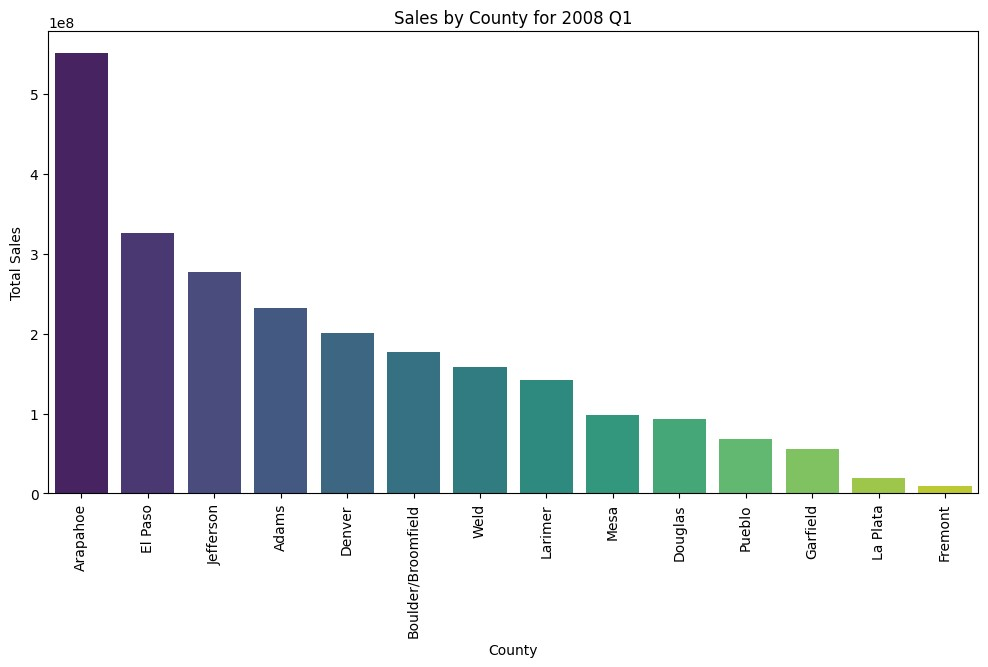 Sales by County for 2008 Q1
1e8
5
4
3
2
1
0
Total Sales
Arapahoe
El Paso
Jefferson
Adams
Denver
Boulder/Broomfield
Weld
Larimer
Mesa
Douglas
Pueblo
Garfield
La Plata
Fremont
County